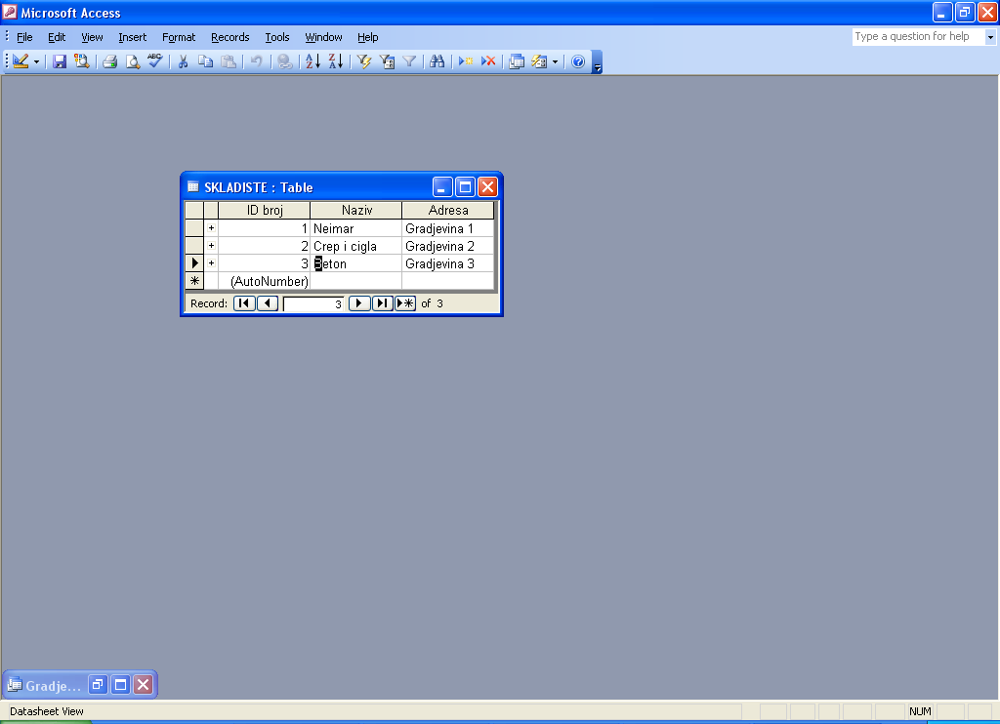 Microsoft Access
File Edit View Insert Format Records Tools Window Help
Type a question for help
SKLADISTE : Table
ID broj Naziv Adresa
1 Neimar Gradjevina 1
2 Crep i cigla Gradjevina 2
3 Beton Gradjevina 3
(AutoNumber)
Record: 3 of 3
Gradje...
Datasheet View NUM